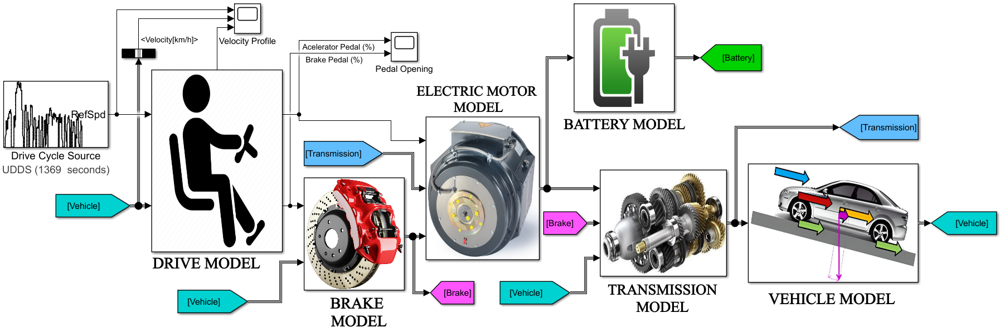 <Velocity[km/h]>
Velocity Profile
Acelerator Pedal (%)
Brake Pedal (%)
Pedal Opening
RefSpd
Drive Cycle Source
UDDS (1369 seconds)
[Vehicle]
DRIVE MODEL
[Vehicle]
[Transmission]
BRAKE
MODEL
[Brake]
ELECTRIC MOTOR
MODEL
BATTERY MODEL
[Battery]
[Brake]
[Vehicle]
TRANSMISSION
MODEL
[Transmission]
VEHICLE MODEL
[Vehicle]